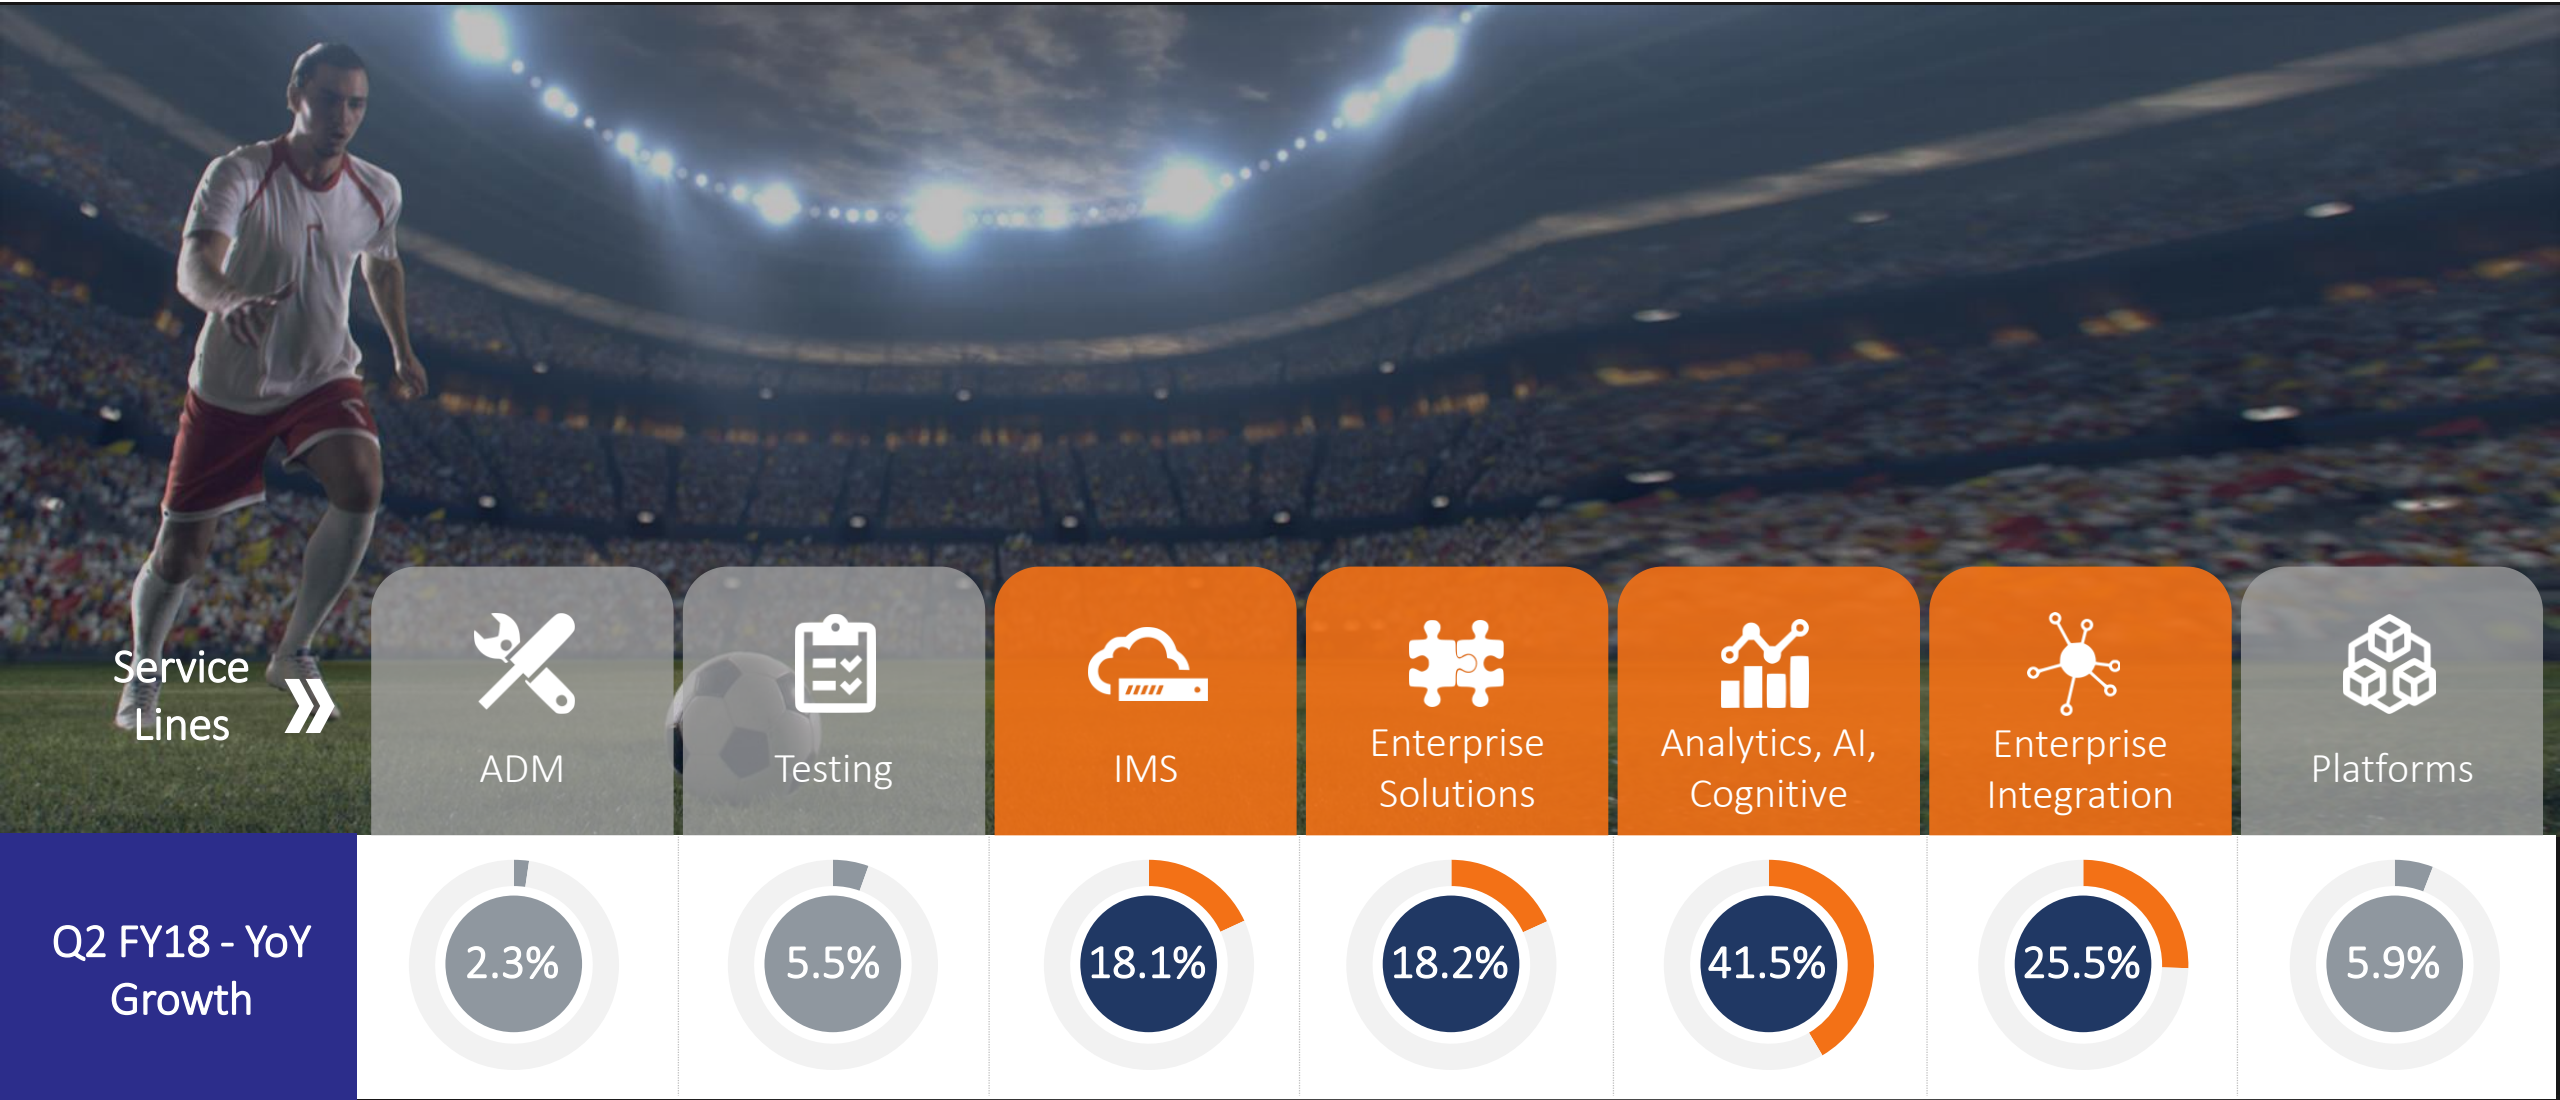 Service
Lines
ADM
Testing
IMS
Enterprise
Solutions
Analytics, AI,
Cognitive
Enterprise
Integration
Platforms
Q2 FY18 - YoY
Growth
2.3%
5.5%
18.1%
18.2%
41.5%
25.5%
5.9%